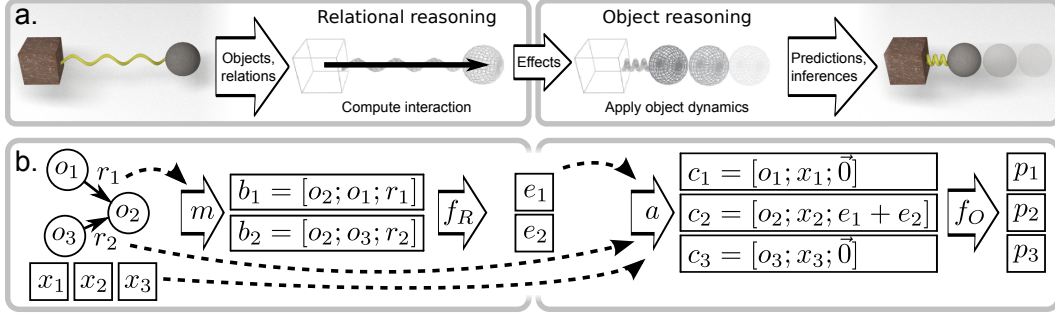 a.
Relational reasoning
Object reasoning
Objects,
relations
Effects
Predictions,
inferences
Compute interaction
Apply object dynamics
b.
o₁
r₁
o₂
o₃
r₂
x₁ x₂ x₃
m
b₁ = [o₂; o₁; r₁]
b₂ = [o₂; o₃; r₂]
f_R
e₁
e₂
a
c₁ = [o₁; x₁; 0⃗]
c₂ = [o₂; x₂; e₁ + e₂]
c₃ = [o₃; x₃; 0⃗]
f_O
p₁
p₂
p₃